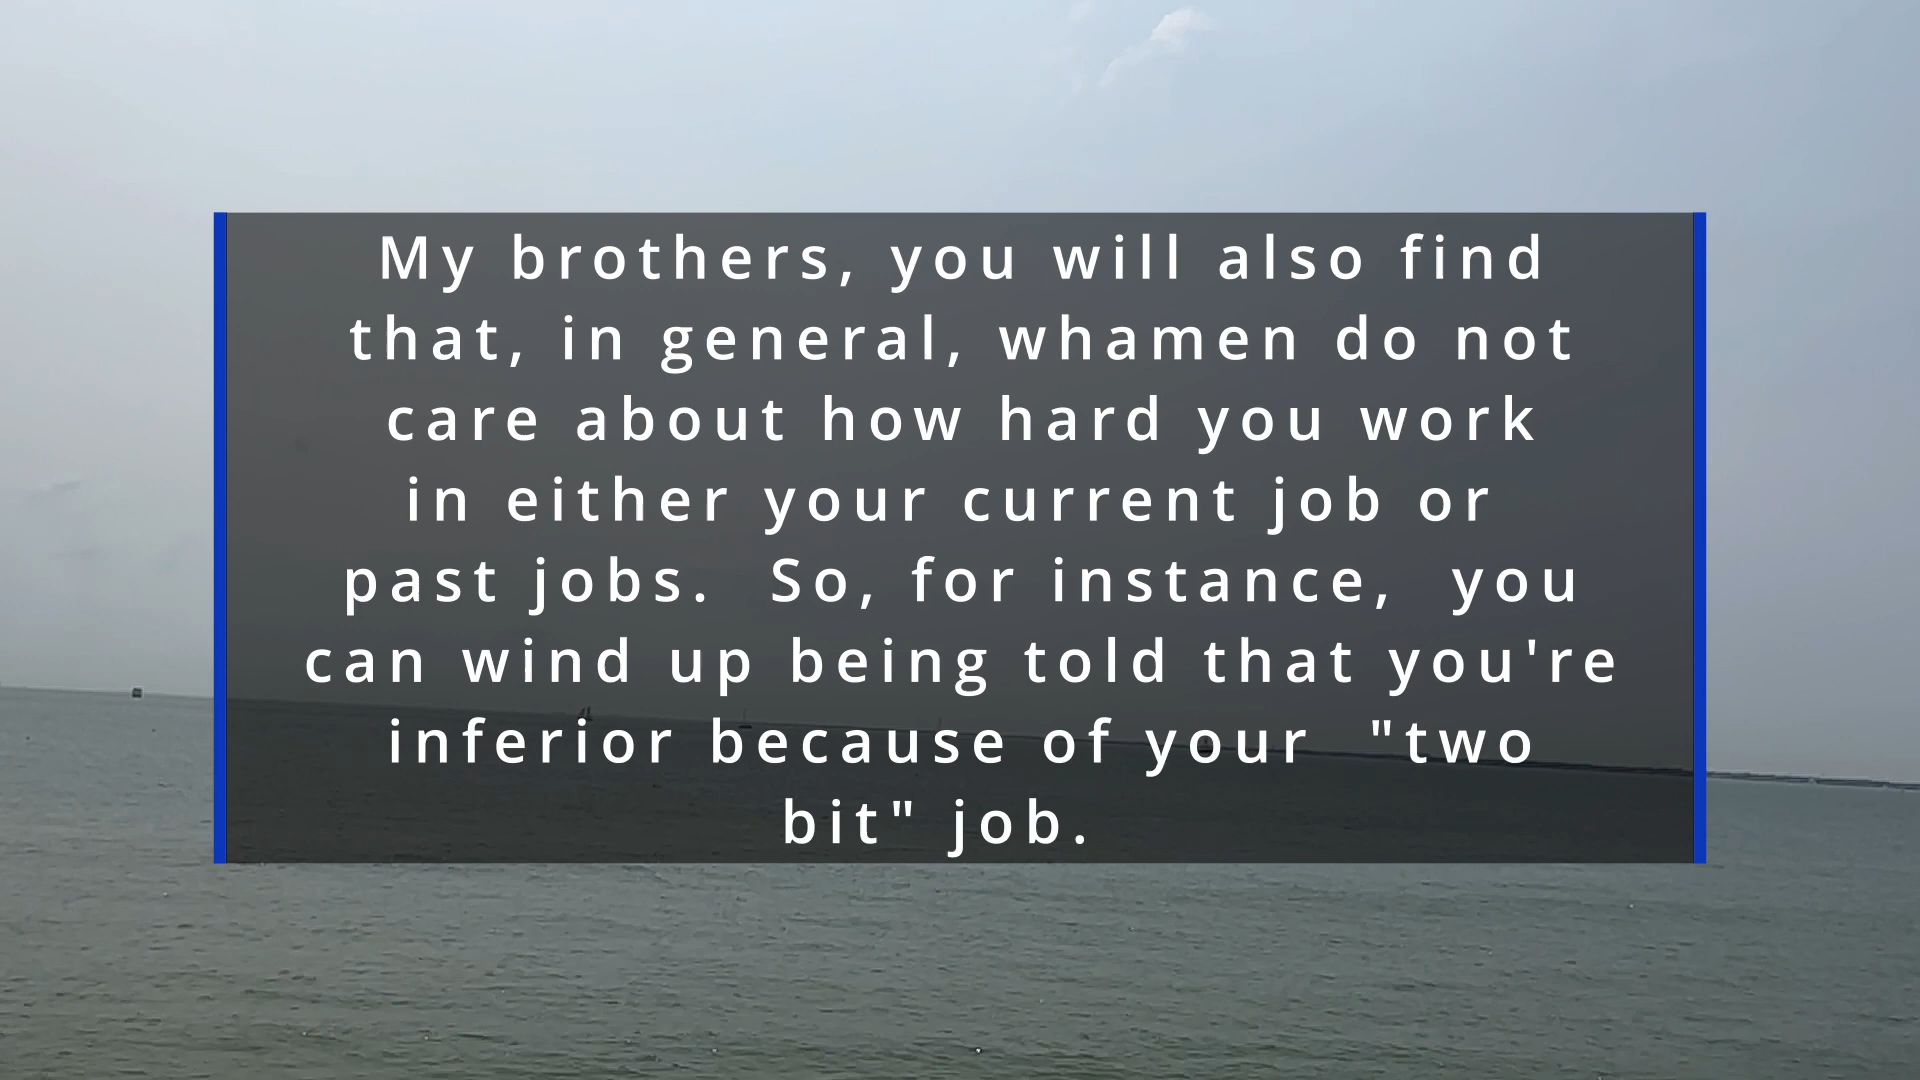 My brothers, you will also find
that, in general, whamen do not
care about how hard you work
in either your current job or
past jobs.  So, for instance,  you
can wind up being told that you're
inferior because of your  "two
bit" job.